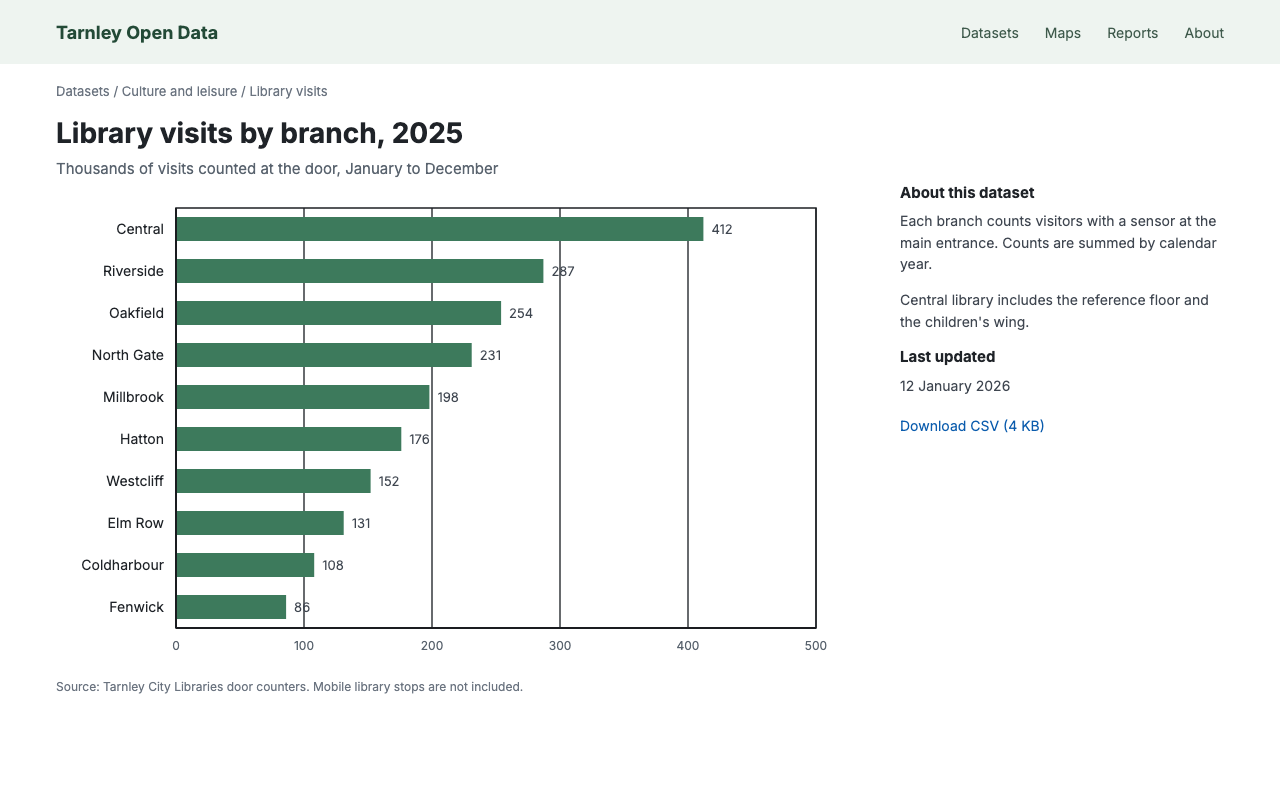 Tarnley Open Data
Datasets Maps Reports About
Datasets / Culture and leisure / Library visits
Library visits by branch, 2025
Thousands of visits counted at the door, January to December
Central 412
Riverside 287
Oakfield 254
North Gate 231
Millbrook 198
Hatton 176
Westcliff 152
Elm Row 131
Coldharbour 108
Fenwick 86
0 100 200 300 400 500
Source: Tarnley City Libraries door counters. Mobile library stops are not included.
About this dataset
Each branch counts visitors with a sensor at the
main entrance. Counts are summed by calendar
year.
Central library includes the reference floor and
the children's wing.
Last updated
12 January 2026
Download CSV (4 KB)